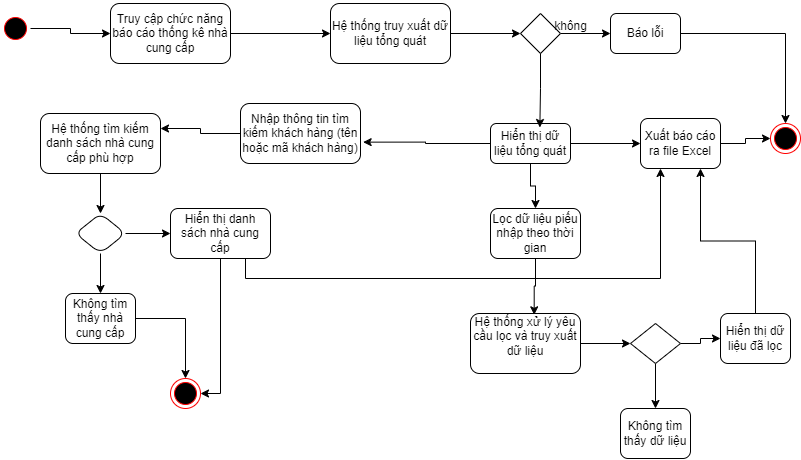 Truy cập chức năng
báo cáo thống kê nhà
cung cấp
Hệ thống truy xuất dữ
liệu tổng quát
không
Báo lỗi
Hệ thống tìm kiếm
danh sách nhà cung
cấp phù hợp
Nhập thông tin tìm
kiếm khách hàng (tên
hoặc mã khách hàng)
Hiển thị dữ
liệu tổng quát
Xuất báo cáo
ra file Excel
Hiển thị danh
sách nhà cung
cấp
Lọc dữ liệu piếu
nhập theo thời
gian
Không tìm
thấy nhà
cung cấp
Hệ thống xử lý yêu
cầu lọc và truy xuất
dữ liệu
Hiển thị dữ
liệu đã lọc
Không tìm
thấy dữ liệu